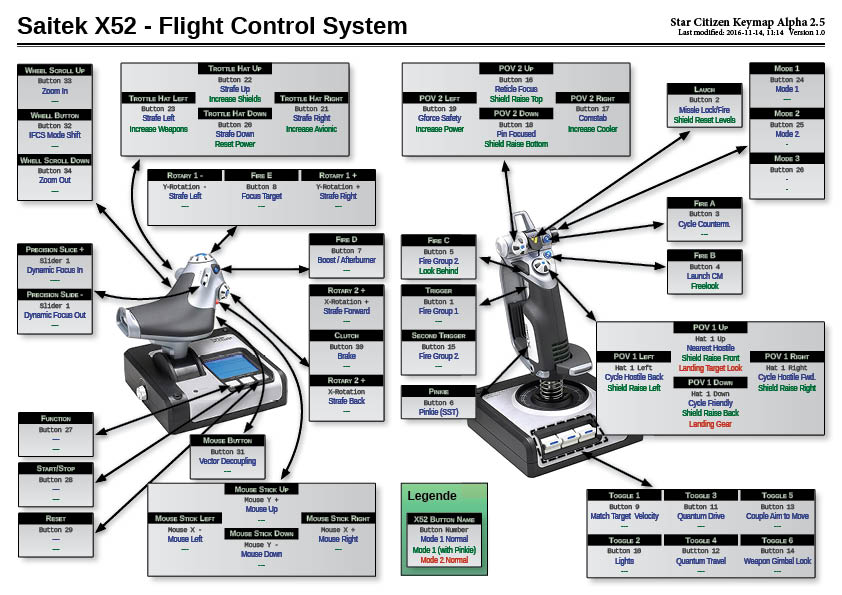 Saitek X52 - Flight Control System
Star Citizen Keymap Alpha 2.5
Last modified: 2016-11-14, 11:14 Version 1.0
Wheel Scroll Up
Button 33
Zoom In
---
Whell Button
Button 32
IFCS Mode Shift
---
Whell Scroll Down
Button 34
Zoom Out
---
Trottle Hat Up
Button 22
Strafe Up
Increase Shields
Trottle Hat Left
Button 23
Strafe Left
Increase Weapons
Trottle Hat Right
Button 21
Strafe Right
Increase Avionic
Trottle Hat Down
Button 20
Strafe Down
Reset Power
Rotary 1 -
Y-Rotation -
Strafe Left
---
Fire E
Button 8
Focus Target
---
Rotary 1 +
Y-Rotation +
Strafe Right
---
POV 2 Up
Button 16
Reticle Focus
Shield Raise Top
POV 2 Left
Button 19
Gforce Safety
Increase Power
POV 2 Right
Button 17
Comstab
Increase Cooler
POV 2 Down
Button 18
Pin Focused
Shield Raise Bottom
Lauch
Button 2
Missle Lock/Fire
Shield Reset Levels
Mode 1
Button 24
Mode 1
---
Mode 2
Button 25
Mode 2
-
Mode 3
Button 26
-
-
Fire A
Button 3
Cycle Counterm.
---
Fire B
Button 4
Launch CM
Freelook
Precision Slice +
Slider 1
Dynamic Focus In
----
Precision Slide -
Slider 1
Dynamic Focus Out
---
Fire D
Button 7
Boost / Afterburner
---
Rotary 2 +
X-Rotation +
Strafe Forward
---
Clutch
Button 30
Brake
---
Rotary 2 +
X-Rotation
Strafe Back
---
Fire C
Button 5
Fire Group 2
Look Behind
Trigger
Button 1
Fire Group 1
---
Second Trigger
Button 15
Fire Group 2
---
Pinkie
Button 6
Pinkie (SST)
POV 1 Up
Hat 1 Up
Nearest Hostile
Shield Raise Front
Landing Target Look
POV 1 Left
Hat 1 Left
Cycle Hostile Back
Shield Raise Left
POV 1 Right
Hat 1 Right
Cycle Hostile Fwd.
Shield Raise Right
POV 1 Down
Hat 1 Down
Cycle Friendly
Shield Raise Back
Landing Gear
Function
Button 27
---
---
Start/Stop
Button 28
---
---
Reset
Button 29
---
---
Mouse Button
Button 31
Vector Decoupling
---
Mouse Stick Up
Mouse Y +
Mouse Up
---
Mouse Stick Left
Mouse X -
Mouse Left
---
Mouse Stick Right
Mouse X +
Mouse Right
---
Mouse Stick Down
Mouse Y -
Mouse Down
---
Legende
X52 Button Name
Button Number
Mode 1 Normal
Mode 1 (with Pinkie)
Mode 2 Normal
Toggle 1
Button 9
Match Target Velocity
---
Toggle 3
Button 11
Quantum Drive
---
Toggle 5
Button 13
Couple Aim to Move
---
Toggle 2
Button 10
Lights
---
Toggle 4
Buttton 12
Quantum Travel
---
Toggle 6
Button 14
Weapon Gimbal Look
---